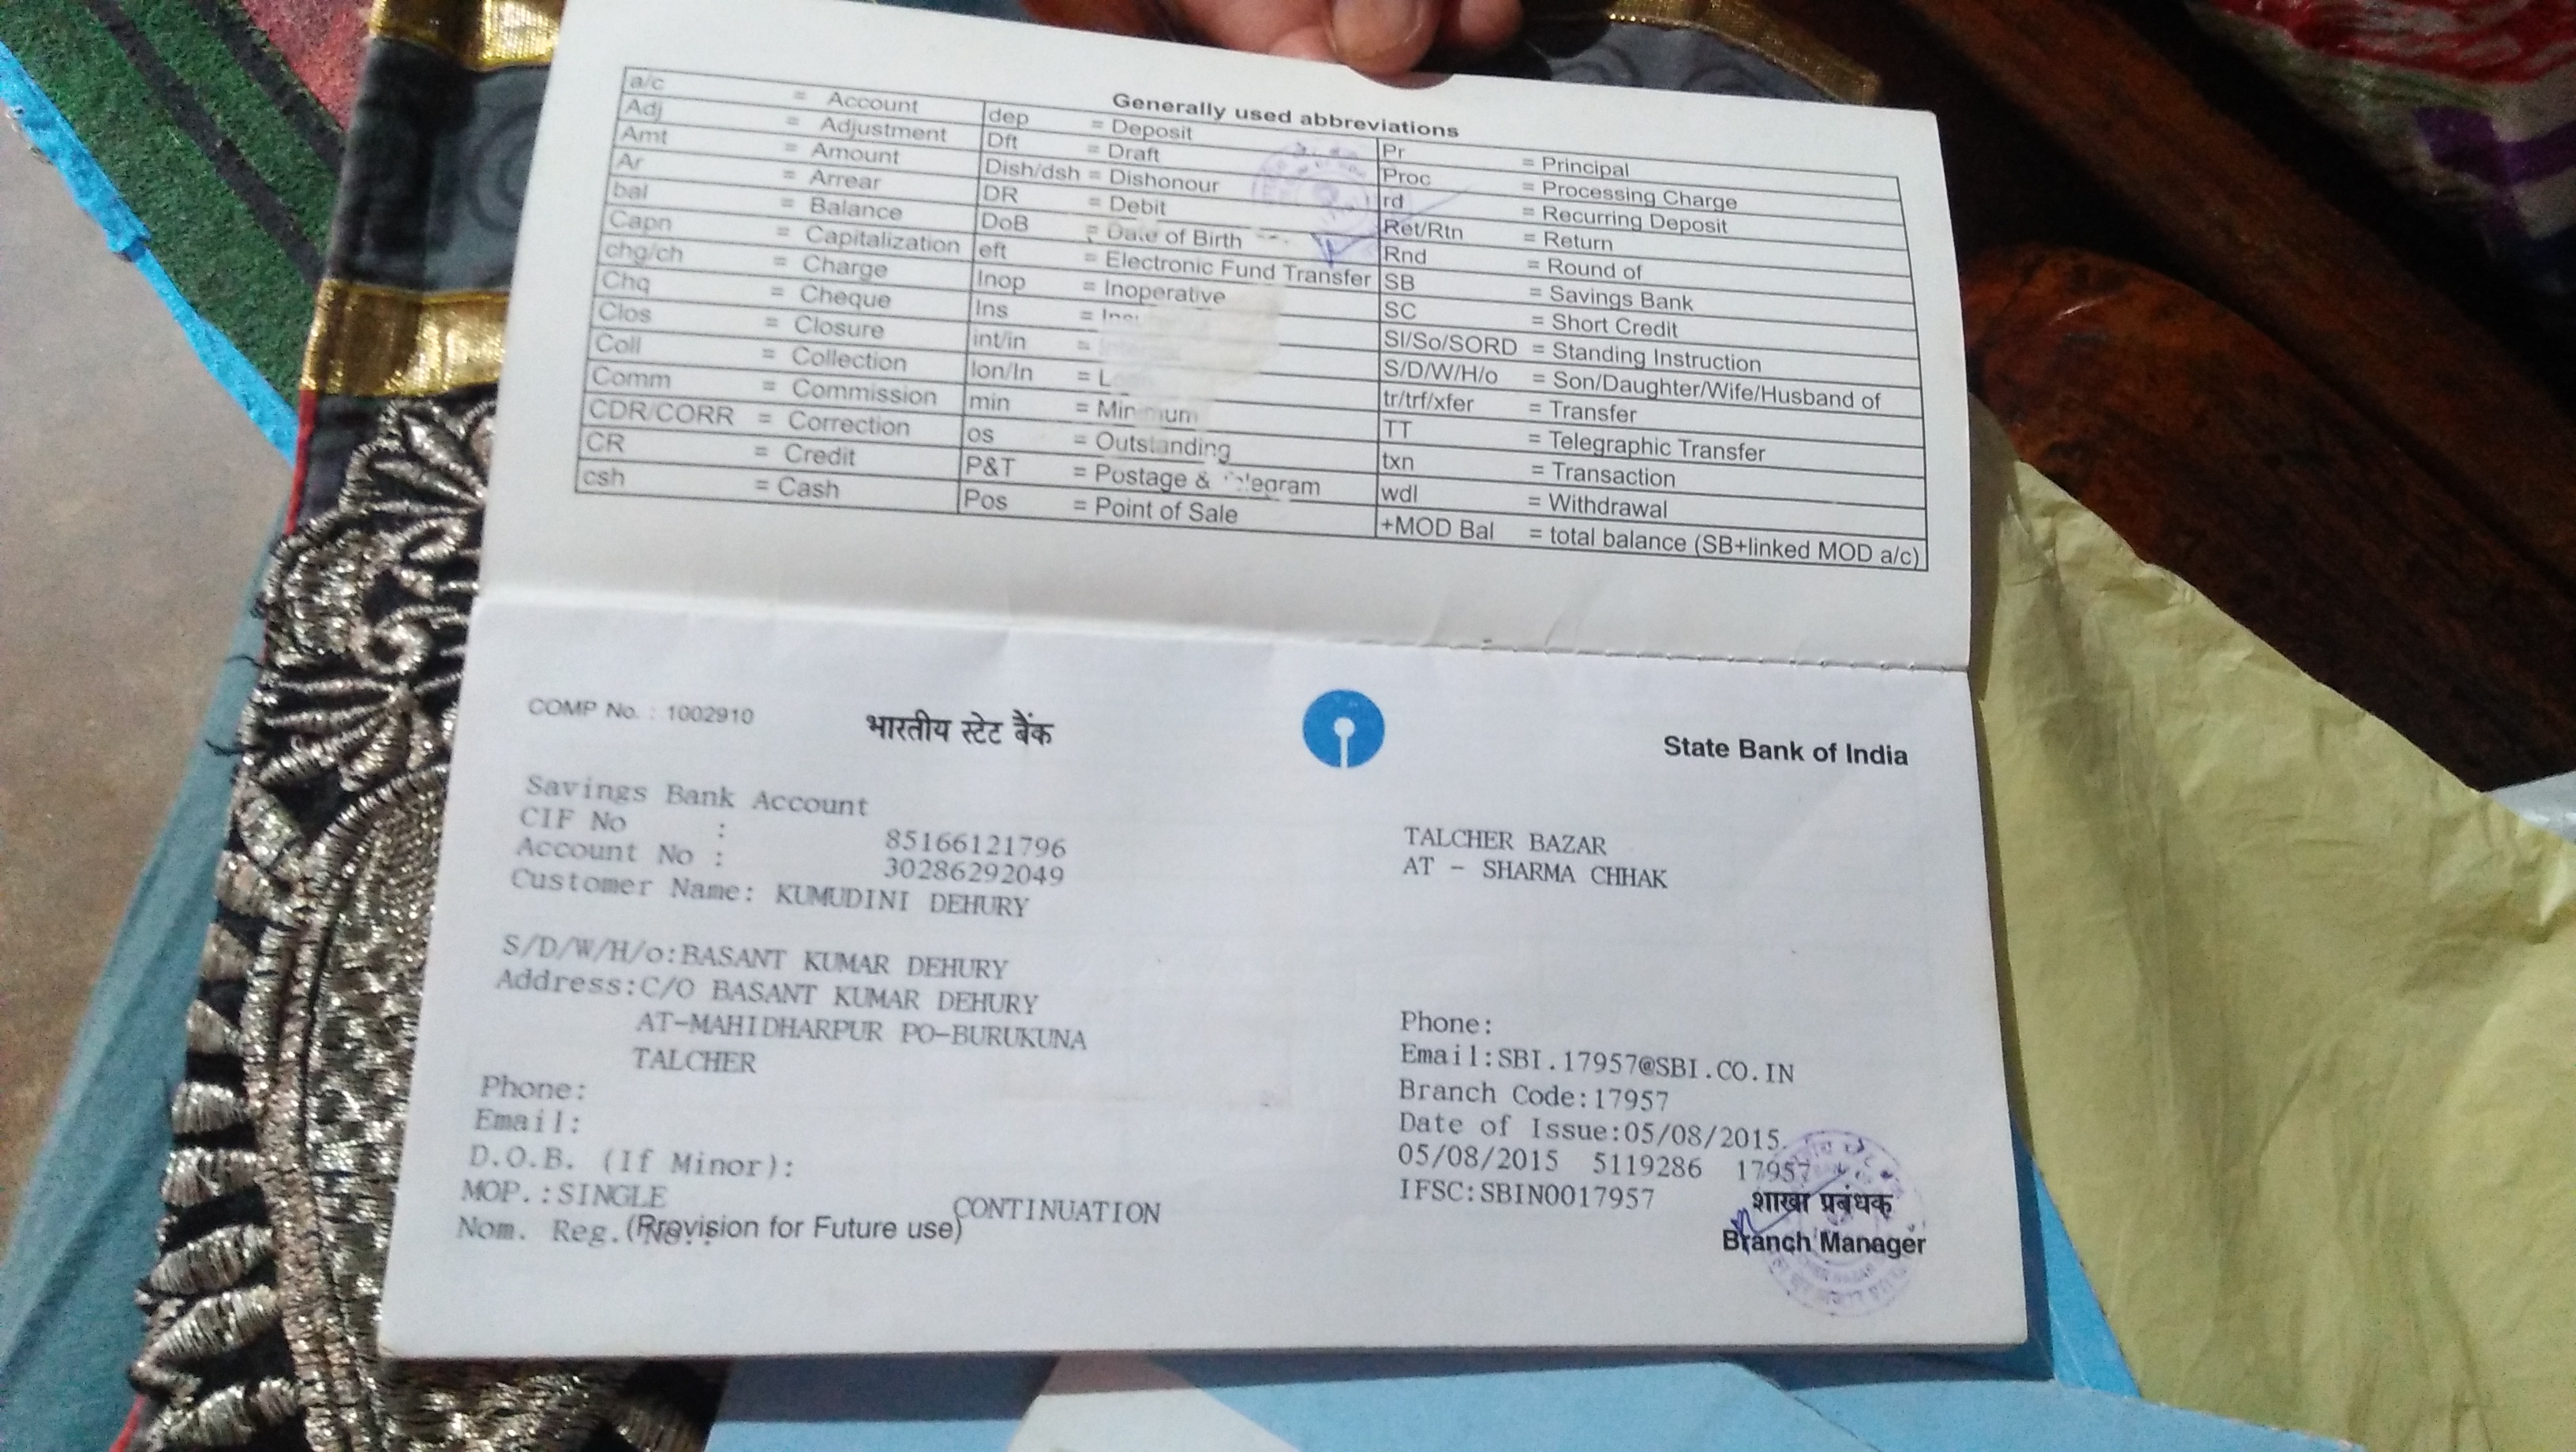 Generally used abbreviations
a/c = Account dep = Deposit Pr = Principal
Adj = Adjustment Dft = Draft Proc = Processing Charge
Amt = Amount Dish/dsh = Dishonour rd = Recurring Deposit
Ar = Arrear DR = Debit Ret/Rtn = Return
bal = Balance DoB = Date of Birth Rnd = Round of
Capn = Capitalization eft = Electronic Fund Transfer SB = Savings Bank
chg/ch = Charge Inop = Inoperative SC = Short Credit
Chq = Cheque Ins = SI/So/SORD = Standing Instruction
Clos = Closure int/in = S/D/W/H/o = Son/Daughter/Wife/Husband of
Coll = Collection lon/ln = tr/trf/xfer = Transfer
Comm = Commission min = Minimum TT = Telegraphic Transfer
CDR/CORR = Correction os = Outstanding txn = Transaction
CR = Credit P&T = Postage & Telegram wdl = Withdrawal
csh = Cash Pos = Point of Sale +MOD Bal = total balance (SB+linked MOD a/c)
COMP No. : 1002910
भारतीय स्टेट बैंक State Bank of India
Savings Bank Account
CIF No : 85166121796
Account No : 30286292049
Customer Name: KUMUDINI DEHURY
S/D/W/H/o:BASANT KUMAR DEHURY
Address:C/O BASANT KUMAR DEHURY
AT-MAHIDHARPUR PO-BURUKUNA
TALCHER
Phone:
Email:
D.O.B. (If Minor):
MOP.:SINGLE
Nom. Reg. (Provision for Future use) CONTINUATION
TALCHER BAZAR
AT - SHARMA CHHAK
Phone:
Email:SBI.17957@SBI.CO.IN
Branch Code:17957
Date of Issue:05/08/2015
05/08/2015 5119286 17957
IFSC:SBIN0017957
शाखा प्रबंधक
Branch Manager